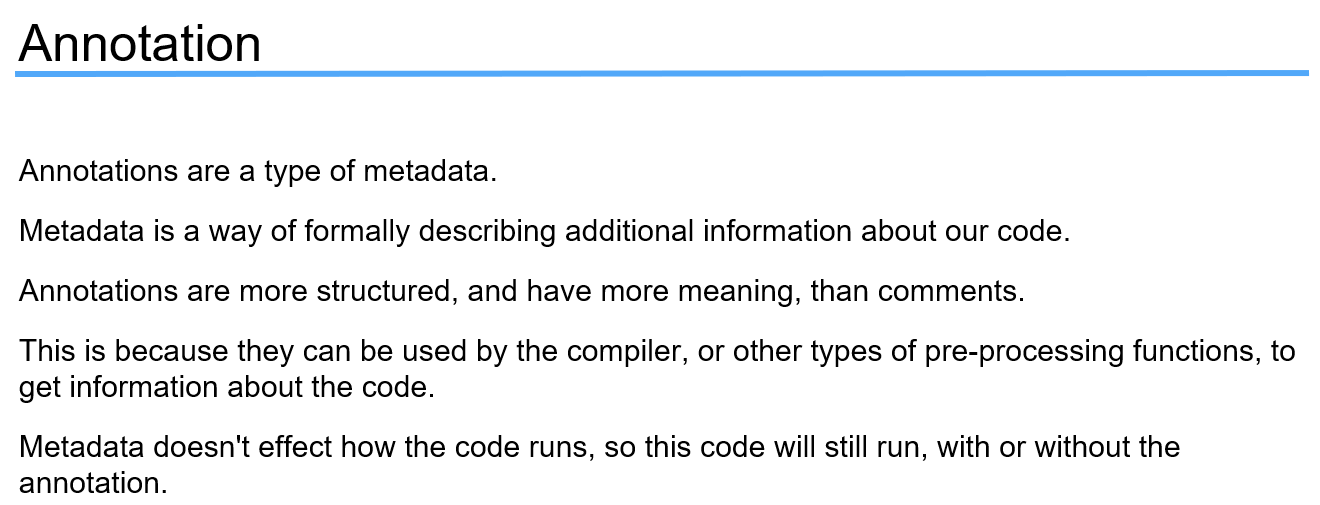 Annotation
Annotations are a type of metadata.
Metadata is a way of formally describing additional information about our code.
Annotations are more structured, and have more meaning, than comments.
This is because they can be used by the compiler, or other types of pre-processing functions, to
get information about the code.
Metadata doesn't effect how the code runs, so this code will still run, with or without the
annotation.